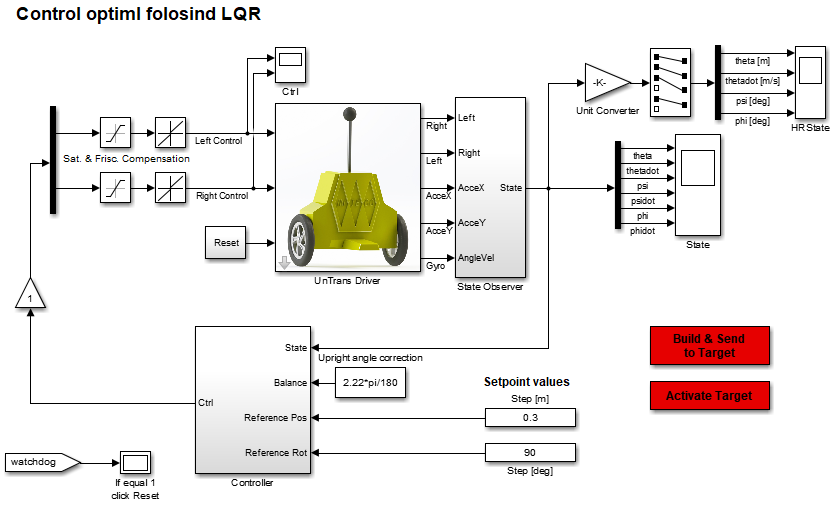 Control optiml folosind LQR
Ctrl
Left Control
Sat. & Frisc. Compensation
Right Control
Reset
UnTrans Driver
Right
Left
AcceX
AcceY
Gyro
Left
Right
AcceX
AcceY
AngleVel
State
State Observer
-K-
Unit Converter
theta [m]
thetadot [m/s]
psi [deg]
phi [deg]
HR State
theta
thetadot
psi
psidot
phi
phidot
State
1
State
Balance
Reference Pos
Reference Rot
Ctrl
Controller
Upright angle correction
2.22*pi/180
Setpoint values
Step [m]
0.3
90
Step [deg]
Build & Send
to Target
Activate Target
watchdog
If equal 1
click Reset